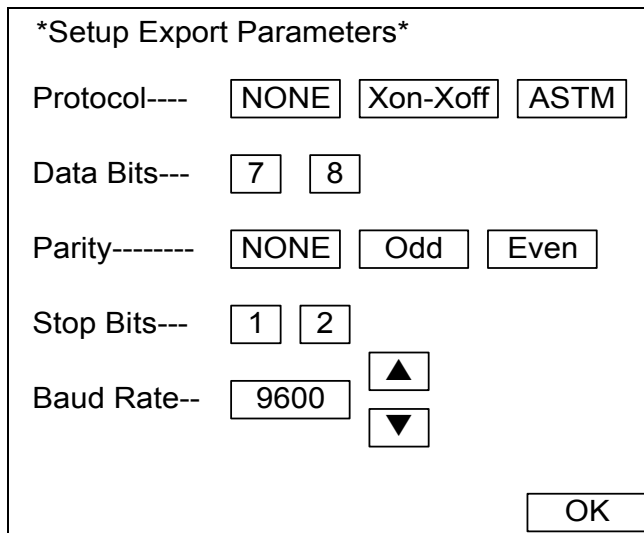 *Setup Export Parameters*
Protocol---- NONE Xon-Xoff ASTM
Data Bits--- 7 8
Parity-------- NONE Odd Even
Stop Bits--- 1 2
Baud Rate-- 9600 ▲ ▼
OK